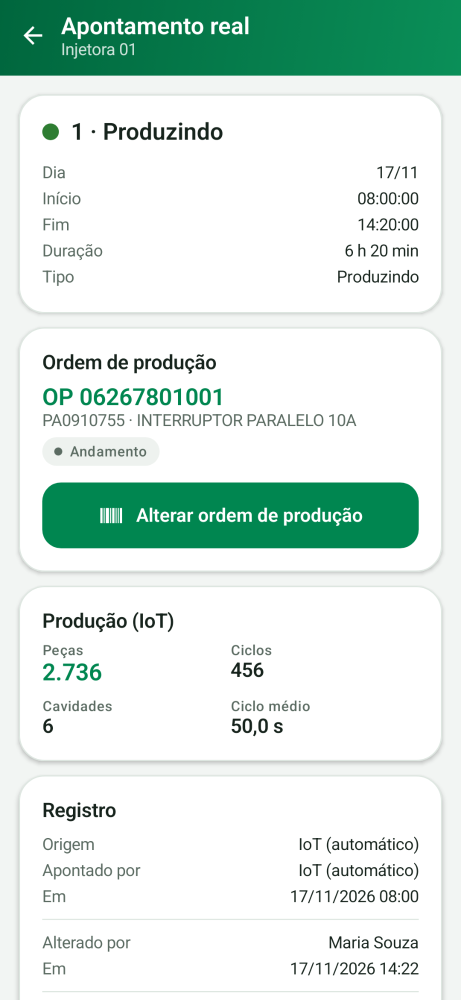 Apontamento real
Injetora 01
1 · Produzindo
Dia 17/11
Início 08:00:00
Fim 14:20:00
Duração 6 h 20 min
Tipo Produzindo
Ordem de produção
OP 06267801001
PA0910755 · INTERRUPTOR PARALELO 10A
Andamento
Alterar ordem de produção
Produção (IoT)
Peças Ciclos
2.736 456
Cavidades Ciclo médio
6 50,0 s
Registro
Origem IoT (automático)
Apontado por IoT (automático)
Em 17/11/2026 08:00
Alterado por Maria Souza
Em 17/11/2026 14:22